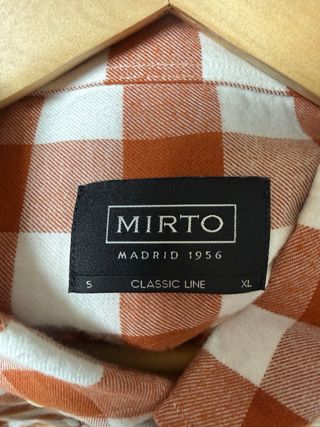 MIRTO
MADRID 1956
5 CLASSIC LINE XL